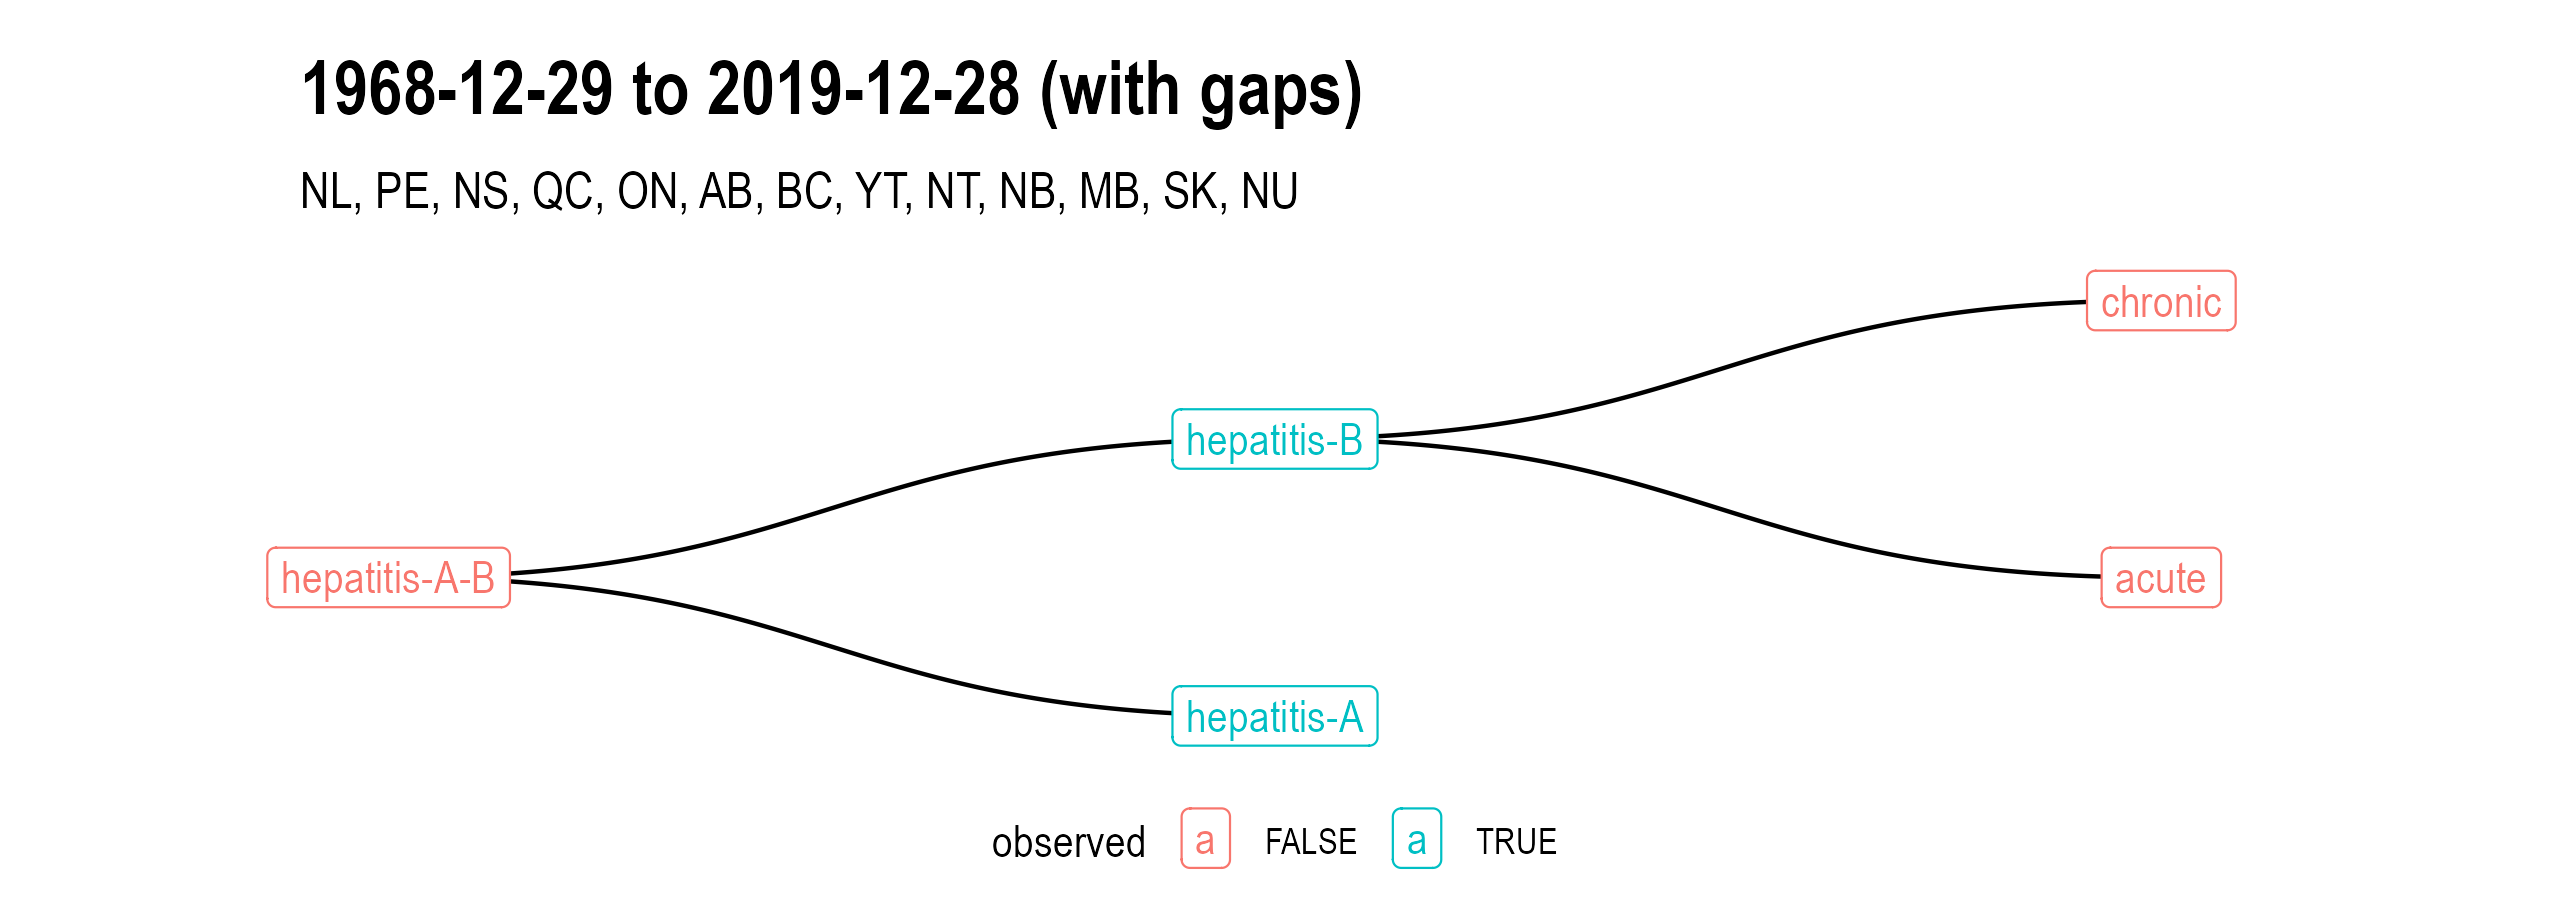 1968-12-29 to 2019-12-28 (with gaps)
NL, PE, NS, QC, ON, AB, BC, YT, NT, NB, MB, SK, NU
chronic
hepatitis-B
hepatitis-A-B
acute
hepatitis-A
observed a FALSE a TRUE